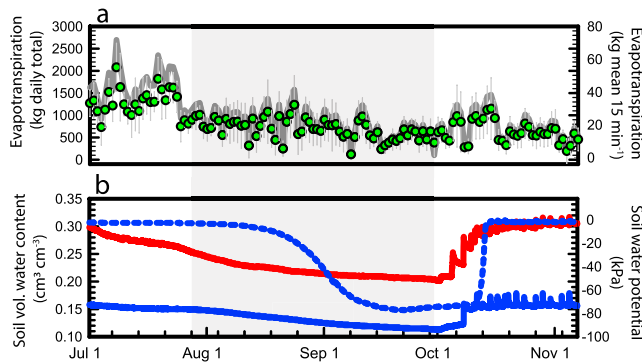 a
3000
2500
2000
1500
1000
500
0
Evapotranspiration
(kg daily total)
80
60
40
20
0
Evapotranspiration
(kg mean 15 min⁻¹)
b
0.35
0.30
0.25
0.20
0.15
0.10
Soil vol. water content
(cm³ cm⁻³)
0
-20
-40
-60
-80
-100
Soil water potential
(kPa)
Jul 1
Aug 1
Sep 1
Oct 1
Nov 1